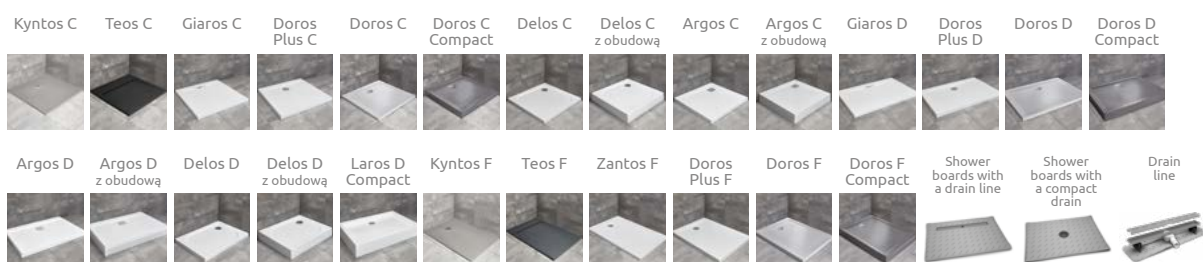 Kyntos C
Teos C
Giaros C
Doros
Plus C
Doros C
Doros C
Compact
Delos C
Delos C
z obudową
Argos C
Argos C
z obudową
Giaros D
Doros
Plus D
Doros D
Doros D
Compact
Argos D
Argos D
z obudową
Delos D
Delos D
z obudową
Laros D
Compact
Kyntos F
Teos F
Zantos F
Doros
Plus F
Doros F
Doros F
Compact
Shower
boards with
a drain line
Shower
boards with
a compact
drain
Drain
line